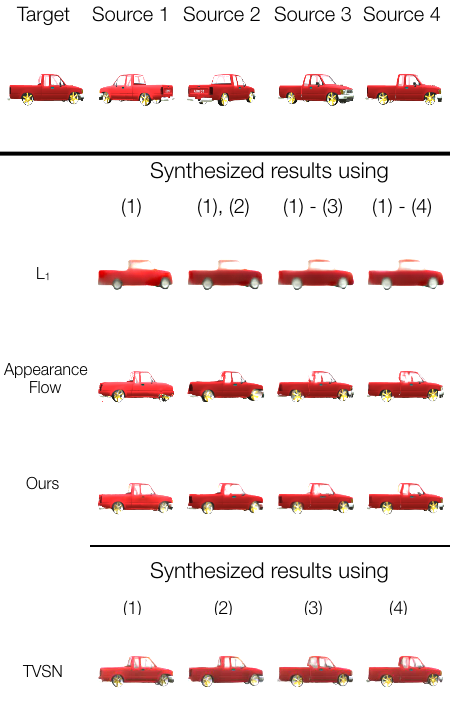 Target Source 1 Source 2 Source 3 Source 4
Synthesized results using
(1) (1), (2) (1) - (3) (1) - (4)
L₁
Appearance
Flow
Ours
Synthesized results using
(1) (2) (3) (4)
TVSN